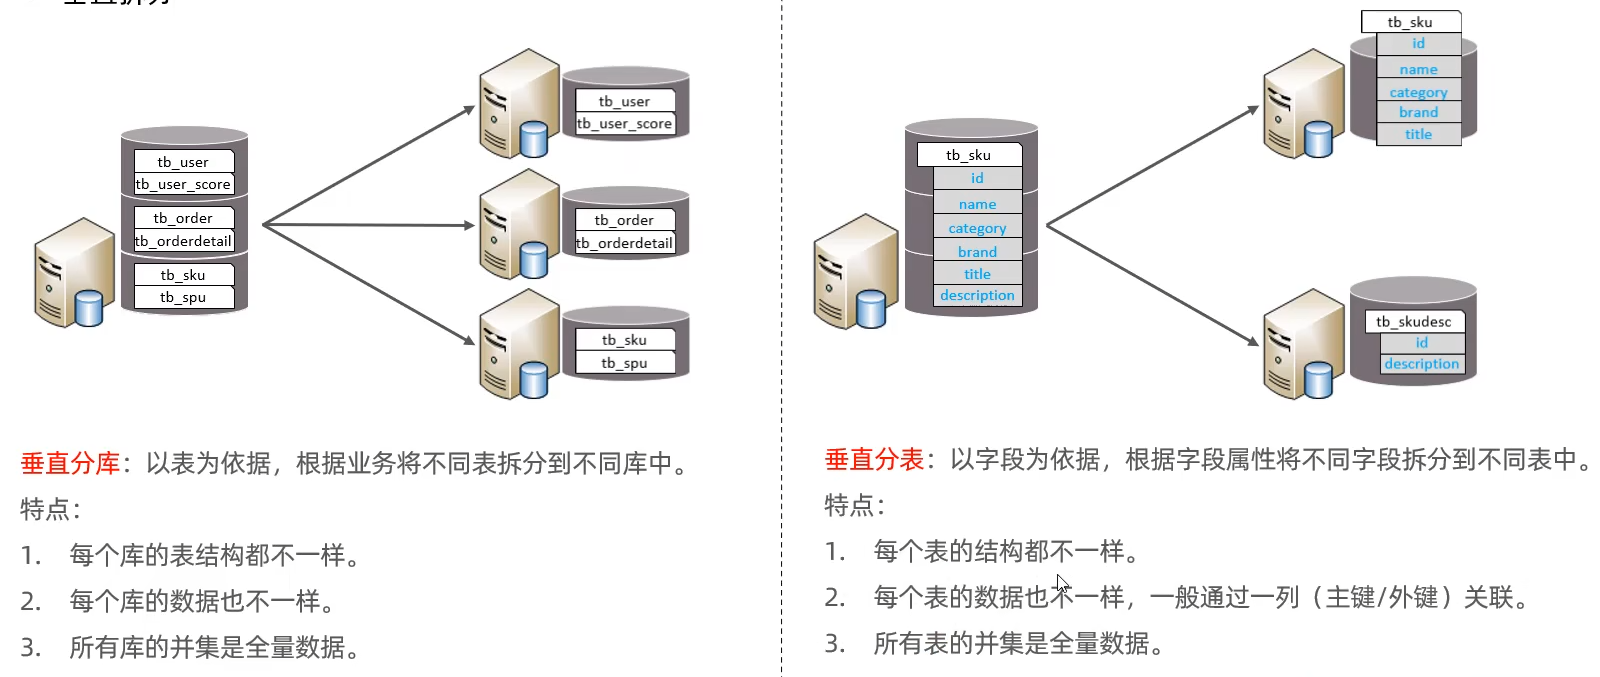 垂直拆分
tb_user
tb_user_score
tb_order
tb_orderdetail
tb_sku
tb_spu
tb_user
tb_user_score
tb_order
tb_orderdetail
tb_sku
tb_spu
垂直分库：以表为依据，根据业务将不同表拆分到不同库中。
特点：
1. 每个库的表结构都不一样。
2. 每个库的数据也不一样。
3. 所有库的并集是全量数据。
tb_sku
id
name
category
brand
title
description
tb_sku
id
name
category
brand
title
tb_skudesc
id
description
垂直分表：以字段为依据，根据字段属性将不同字段拆分到不同表中。
特点：
1. 每个表的结构都不一样。
2. 每个表的数据也不一样，一般通过一列（主键/外键）关联。
3. 所有表的并集是全量数据。